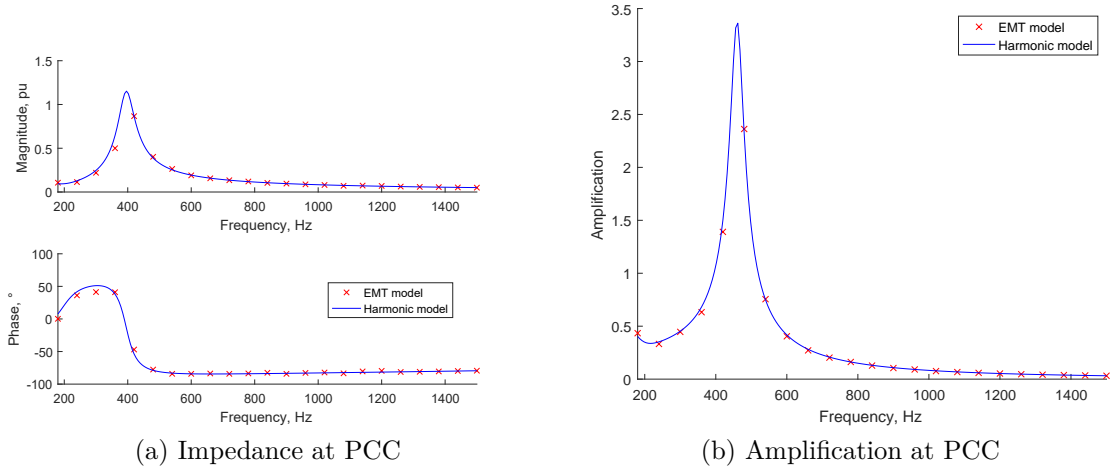 1.5
1
0.5
0
Magnitude, pu
200 400 600 800 1000 1200 1400
Frequency, Hz
100
50
0
-50
-100
Phase, °
EMT model
Harmonic model
200 400 600 800 1000 1200 1400
Frequency, Hz
(a) Impedance at PCC
3.5
3
2.5
2
1.5
1
0.5
0
Amplification
EMT model
Harmonic model
200 400 600 800 1000 1200 1400
Frequency, Hz
(b) Amplification at PCC